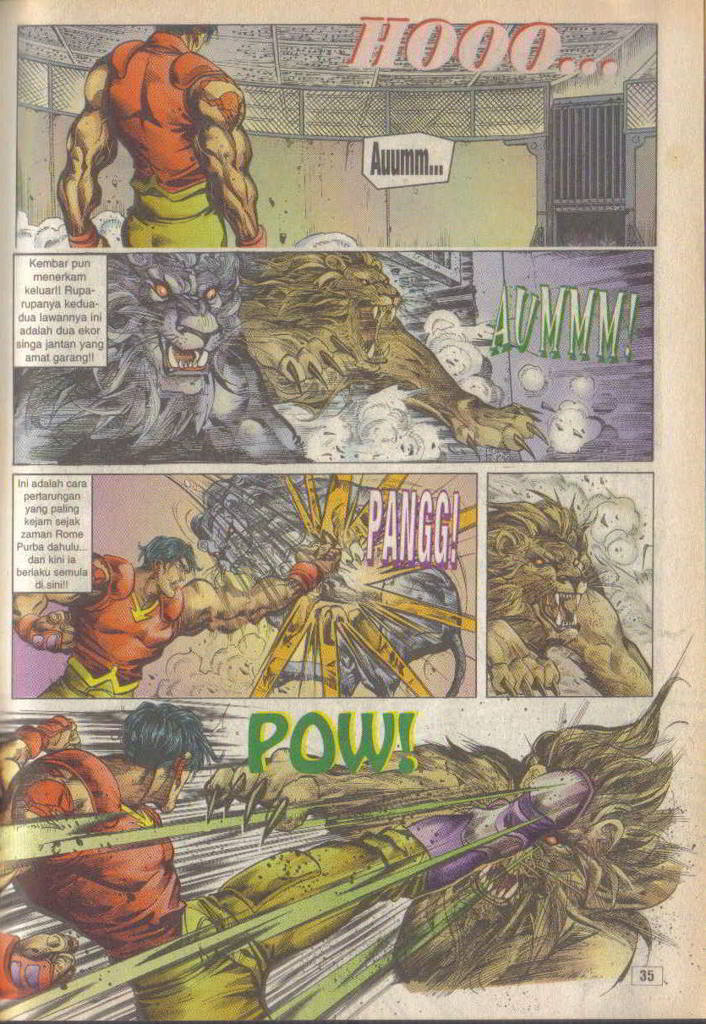 HOOO...
Auumm...
Kembar pun
menerkam
keluar!! Rupa-
rupanya kedua-
dua lawannya ini
adalah dua ekor
singa jantan yang
amat garang!!
AUMMM!
Ini adalah cara
pertarungan
yang paling
kejam sejak
zaman Rome
Purba dahulu...
dan kini ia
berlaku semula
di sini!!
PANGG!
POW!
35